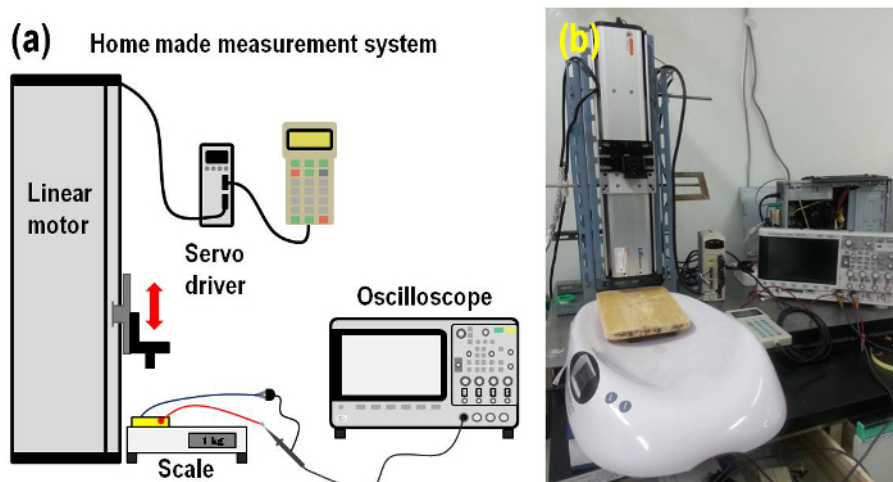 (a)
Home made measurement system
Linear
motor
Servo
driver
Oscilloscope
1 kg
Scale
(b)